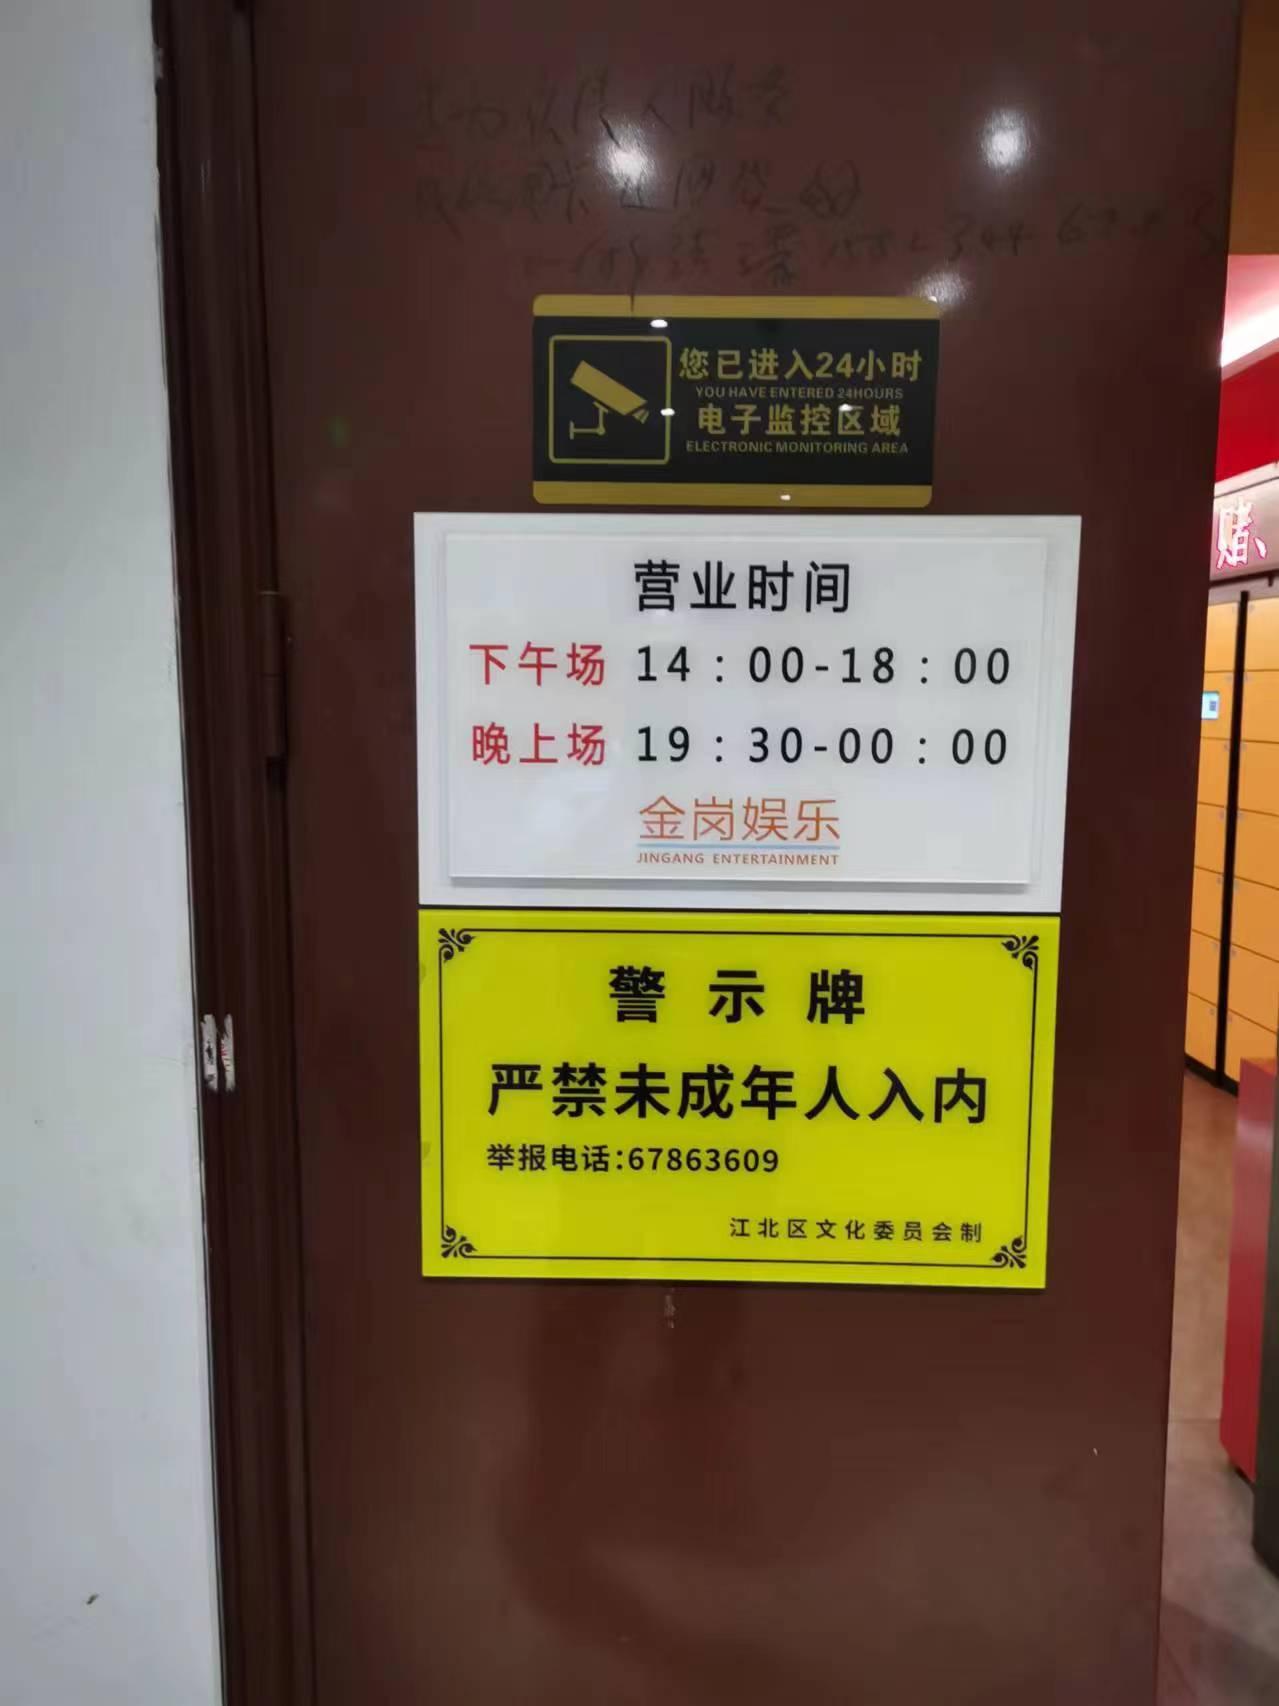 您已进入24小时
YOU HAVE ENTERED 24HOURS
电子监控区域
ELECTRONIC MONITORING AREA
营业时间
下午场 14：00-18：00
晚上场 19：30-00：00
金岗娱乐
JINGANG ENTERTAINMENT
警示牌
严禁未成年人入内
举报电话:67863609
江北区文化委员会制
赌、